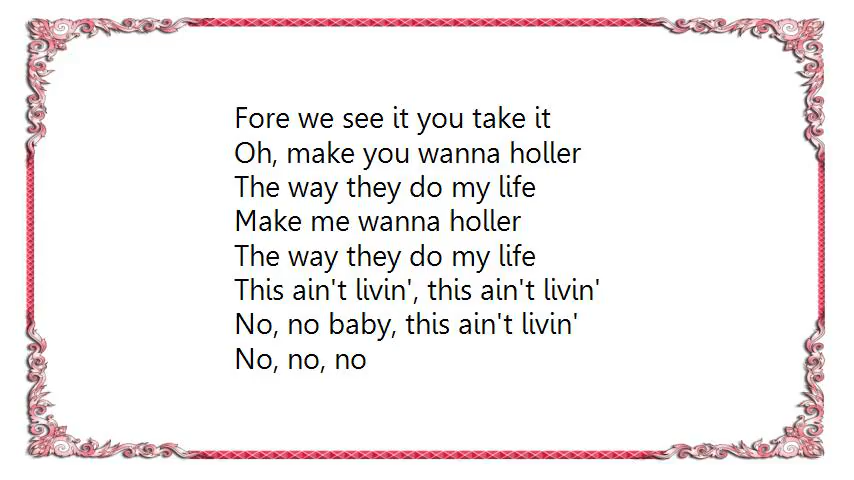 Fore we see it you take it
Oh, make you wanna holler
The way they do my life
Make me wanna holler
The way they do my life
This ain't livin', this ain't livin'
No, no baby, this ain't livin'
No, no, no